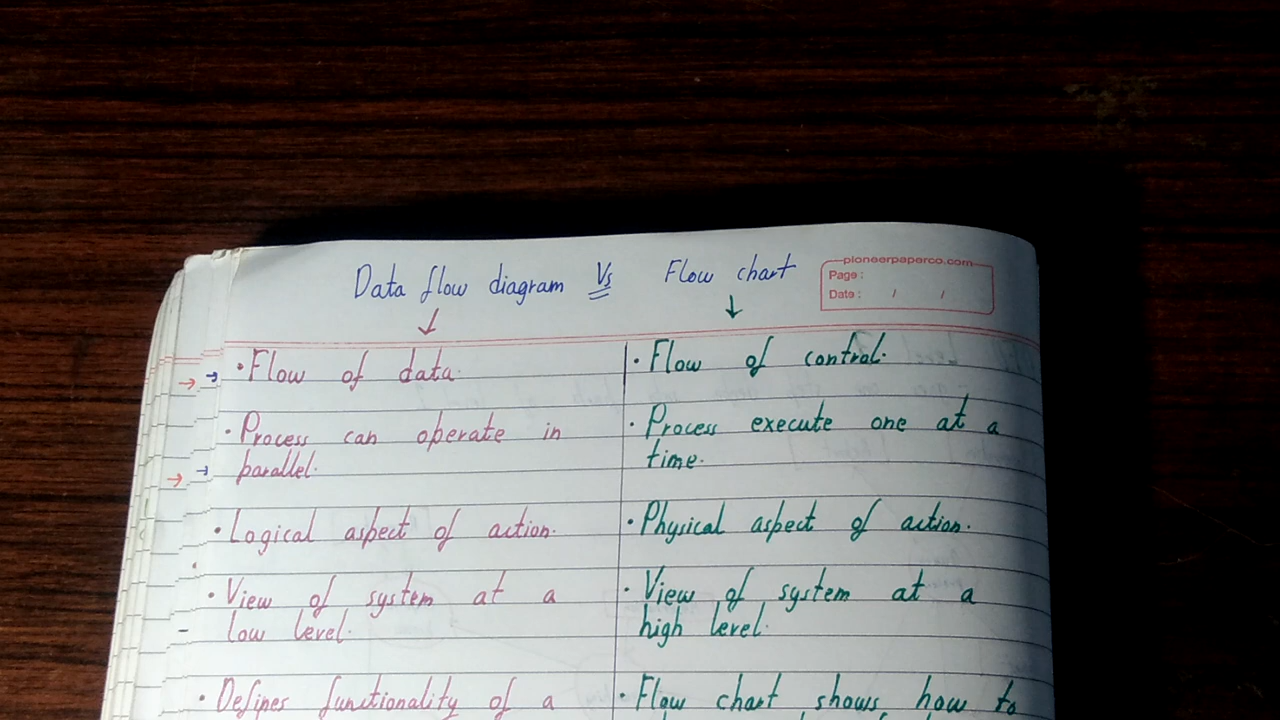 Data flow diagram Vs Flow chart
pioneerpaperco.com
Page :
Date : / /
• Flow of data.
• Process can operate in
parallel.
• Logical aspect of action.
• View of system at a
low level.
• Defines functionality of a
• Flow of control.
• Process execute one at a
time.
• Physical aspect of action.
• View of system at a
high level.
• Flow chart shows how to